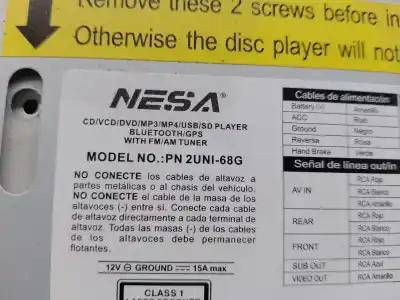 Remove these 2 screws before in
Otherwise the disc player will not
NESA
CD/VCD/DVD/MP3/MP4/USB/SD PLAYER
BLUETOOTH/GPS
WITH FM/AM TUNER
MODEL NO.:PN 2UNI-68G
NO CONECTE los cables de altavoz a
partes metálicas o al chasis del vehículo.
NO CONECTE el cable de la masa de los
altavoces (-) entre si. Conecte cada cable
de altavoz directamente a cada terminal de
altavoz. Todas las masas (-) de los cables
de los altavoces debe permanecer
flotantes.
12V ⊖ GROUND 15A max
CLASS 1
Cables de alimentación
Battery Amarillo
ACC Rojo
Ground Negro
Reverse Rosa
Hand Brake Verde
Señal de línea out/in
AV IN
RCA Rojo
RCA Blanco
RCA Amarillo
REAR
RCA Rojo
RCA Blanco
FRONT
RCA Rojo
RCA Blanco
SUB OUT RCA Azul
VIDEO OUT RCA Amarillo